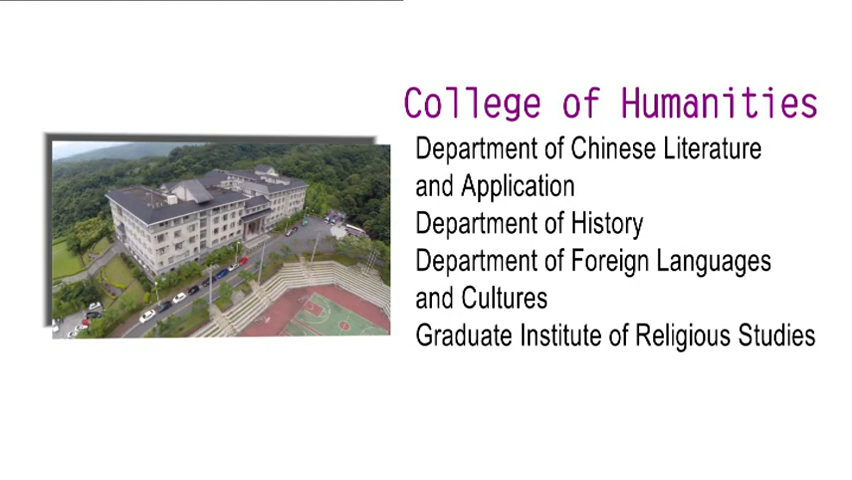 College of Humanities
Department of Chinese Literature
and Application
Department of History
Department of Foreign Languages
and Cultures
Graduate Institute of Religious Studies